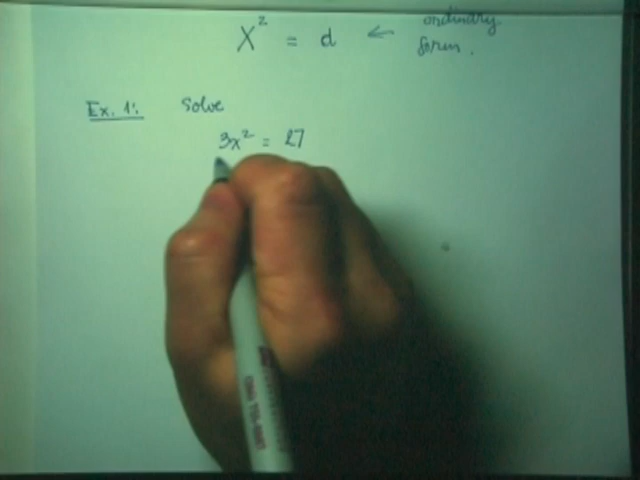 x² = d ← ordinary
form.
Ex. 1: Solve
3x² = 27